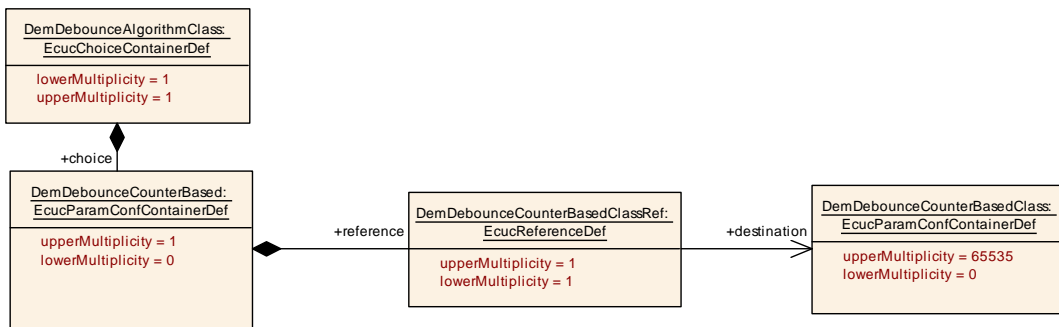 DemDebounceAlgorithmClass:
EcucChoiceContainerDef
lowerMultiplicity = 1
upperMultiplicity = 1
+choice
DemDebounceCounterBased:
EcucParamConfContainerDef
upperMultiplicity = 1
lowerMultiplicity = 0
+reference
DemDebounceCounterBasedClassRef:
EcucReferenceDef
upperMultiplicity = 1
lowerMultiplicity = 1
+destination
DemDebounceCounterBasedClass:
EcucParamConfContainerDef
upperMultiplicity = 65535
lowerMultiplicity = 0